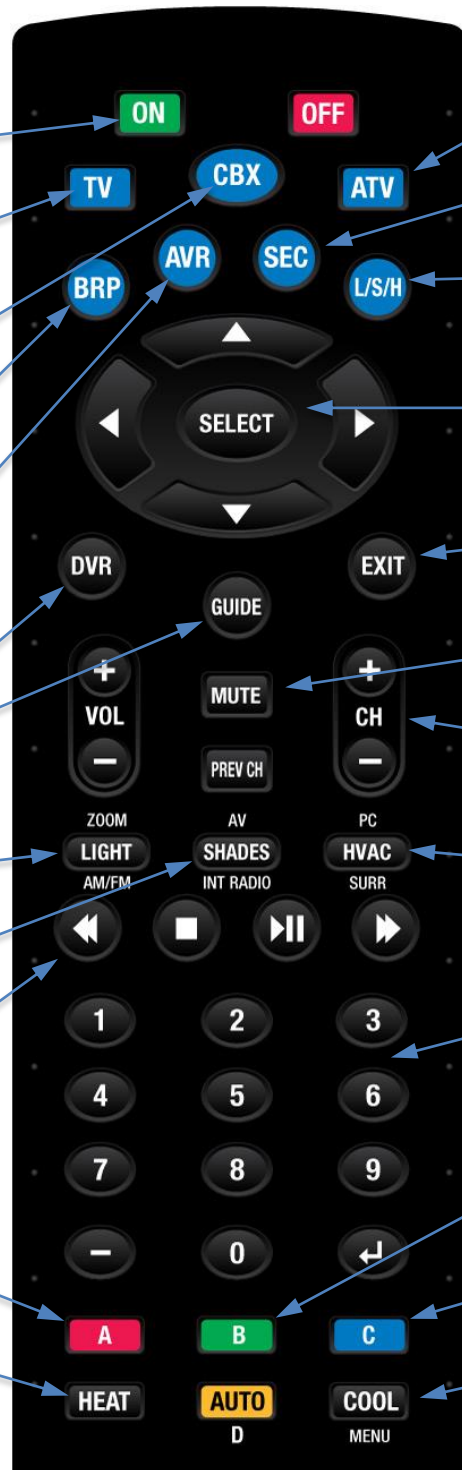 ON OFF
CBX
TV ATV
AVR SEC
BRP L/S/H
SELECT
DVR EXIT
GUIDE
+ +
MUTE
VOL CH
- -
PREV CH
ZOOM AV PC
LIGHT SHADES HVAC
AM/FM INT RADIO SURR
1 2 3
4 5 6
7 8 9
- 0
A B C
HEAT AUTO COOL
D MENU